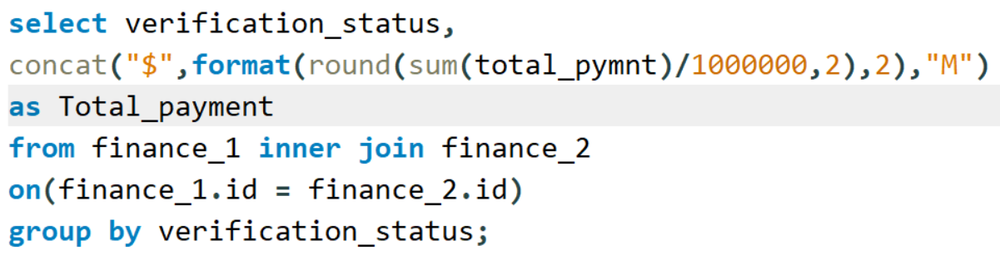 select verification_status,
concat("$",format(round(sum(total_pymnt)/1000000,2),2),"M")
as Total_payment
from finance_1 inner join finance_2
on(finance_1.id = finance_2.id)
group by verification_status;